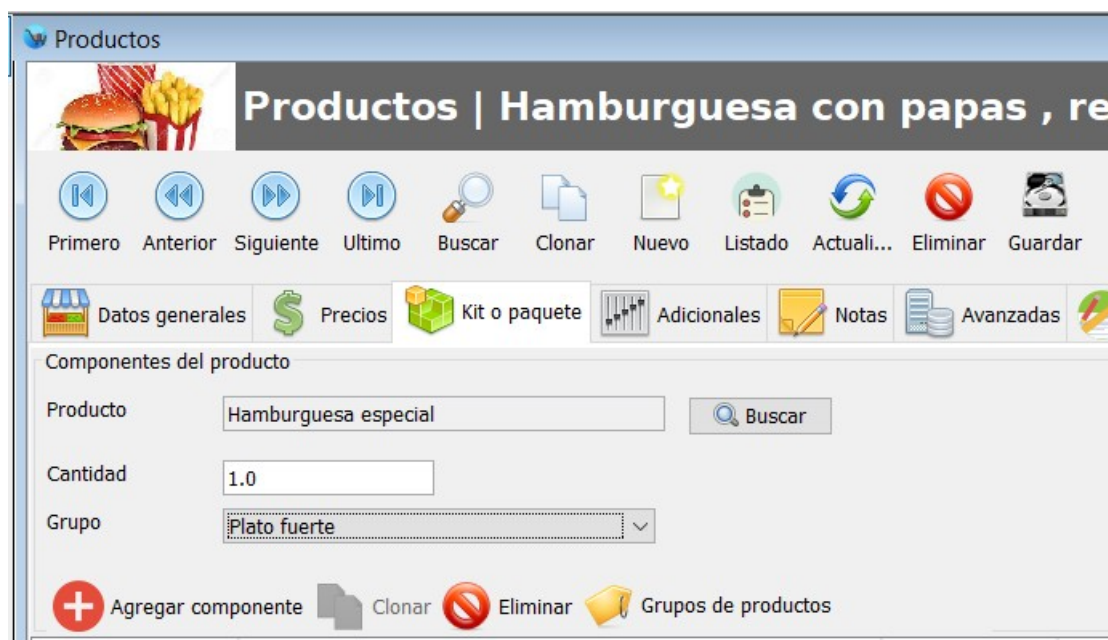 Productos
Productos | Hamburguesa con papas , re
Primero Anterior Siguiente Ultimo Buscar Clonar Nuevo Listado Actuali... Eliminar Guardar
Datos generales Precios Kit o paquete Adicionales Notas Avanzadas
Componentes del producto
Producto Hamburguesa especial Buscar
Cantidad 1.0
Grupo Plato fuerte
Agregar componente Clonar Eliminar Grupos de productos